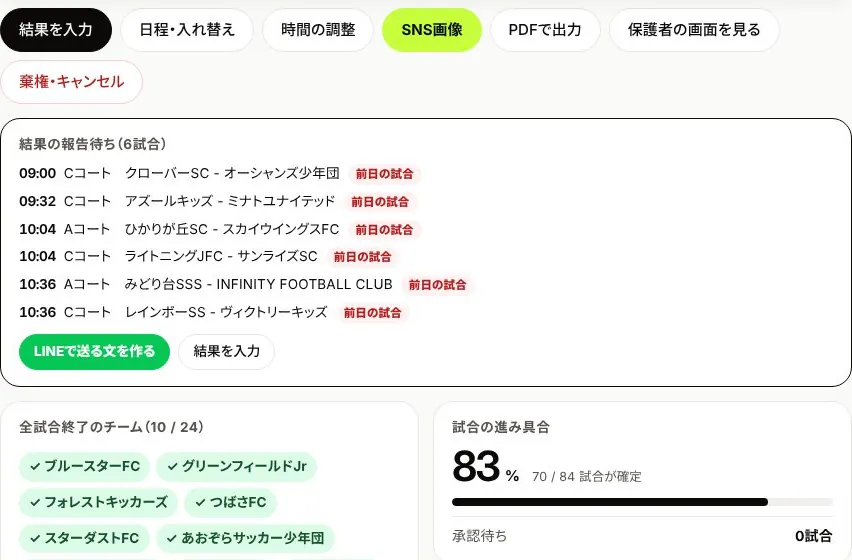 結果を入力 日程・入れ替え 時間の調整 SNS画像 PDFで出力 保護者の画面を見る
棄権・キャンセル
結果の報告待ち(6試合)
09:00 Cコート クローバーSC - オーシャンズ少年団 前日の試合
09:32 Cコート アズールキッズ - ミナトユナイテッド 前日の試合
10:04 Aコート ひかりが丘SC - スカイウイングスFC 前日の試合
10:04 Cコート ライトニングJFC - サンライズSC 前日の試合
10:36 Aコート みどり台SSS - INFINITY FOOTBALL CLUB 前日の試合
10:36 Cコート レインボーSS - ヴィクトリーキッズ 前日の試合
LINEで送る文を作る 結果を入力
全試合終了のチーム(10 / 24)
✓ ブルースターFC ✓ グリーンフィールドJr
✓ フォレストキッカーズ ✓ つばさFC
✓ スターダストFC ✓ あおぞらサッカー少年団
試合の進み具合
83 % 70 / 84 試合が確定
承認待ち 0試合